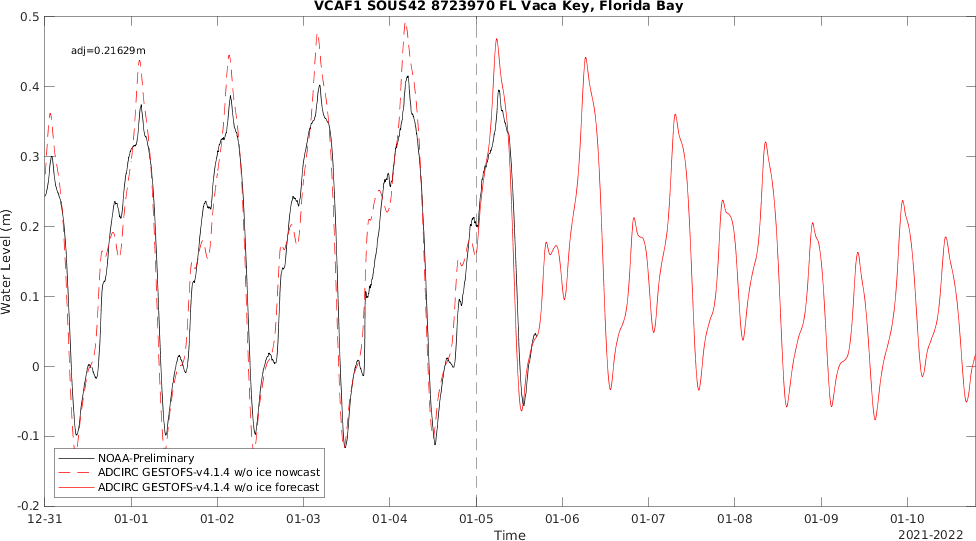 VCAF1 SOUS42 8723970 FL Vaca Key, Florida Bay
0.5
adj=0.21629m
0.4
0.3
0.2
0.1
0
-0.1
-0.2
Water Level (m)
NOAA-Preliminary
ADCIRC GESTOFS-v4.1.4 w/o ice nowcast
ADCIRC GESTOFS-v4.1.4 w/o ice forecast
12-31 01-01 01-02 01-03 01-04 01-05 01-06 01-07 01-08 01-09 01-10
Time
2021-2022